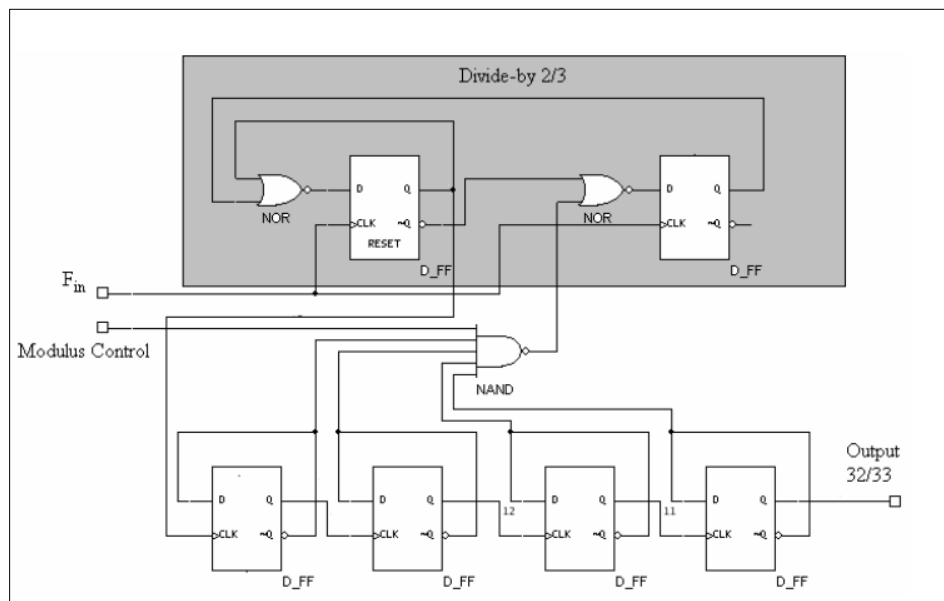 Divide-by 2/3
D Q
CLK ~Q
RESET
NOR
D_FF
D Q
CLK ~Q
NOR
D_FF
Fin
Modulus Control
NAND
Output
32/33
D Q
CLK ~Q
D_FF
D Q
CLK ~Q
D_FF
12
D Q
CLK ~Q
D_FF
11
D Q
CLK ~Q
D_FF